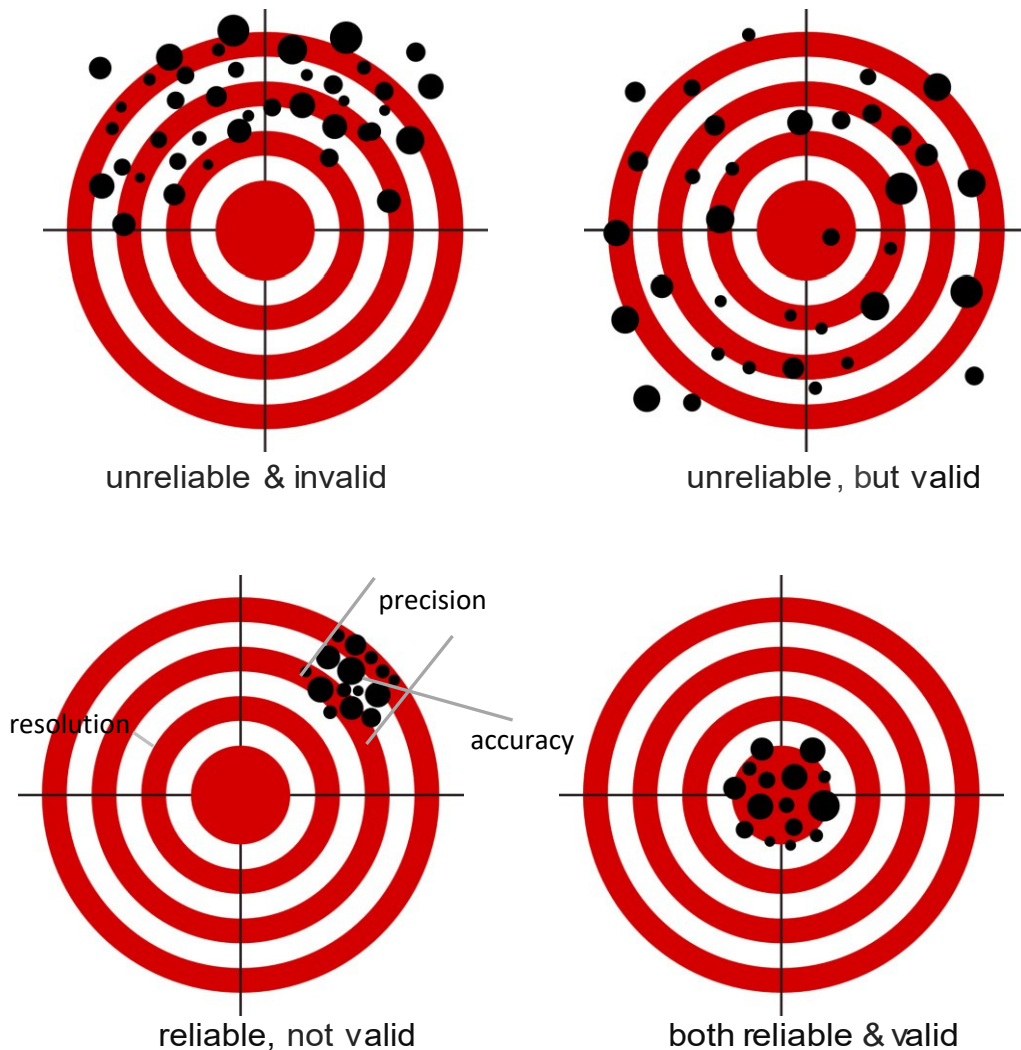 unreliable & invalid
unreliable, but valid
precision
resolution
accuracy
reliable, not valid
both reliable & valid